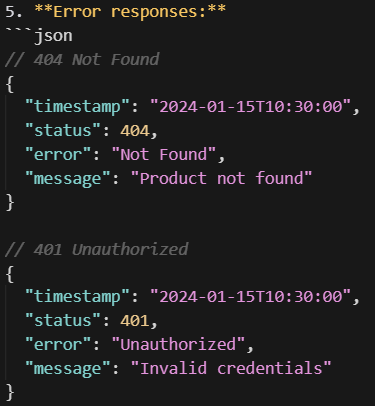 5. **Error responses:**
```json
// 404 Not Found
{
  "timestamp": "2024-01-15T10:30:00",
  "status": 404,
  "error": "Not Found",
  "message": "Product not found"
}

// 401 Unauthorized
{
  "timestamp": "2024-01-15T10:30:00",
  "status": 401,
  "error": "Unauthorized",
  "message": "Invalid credentials"
}